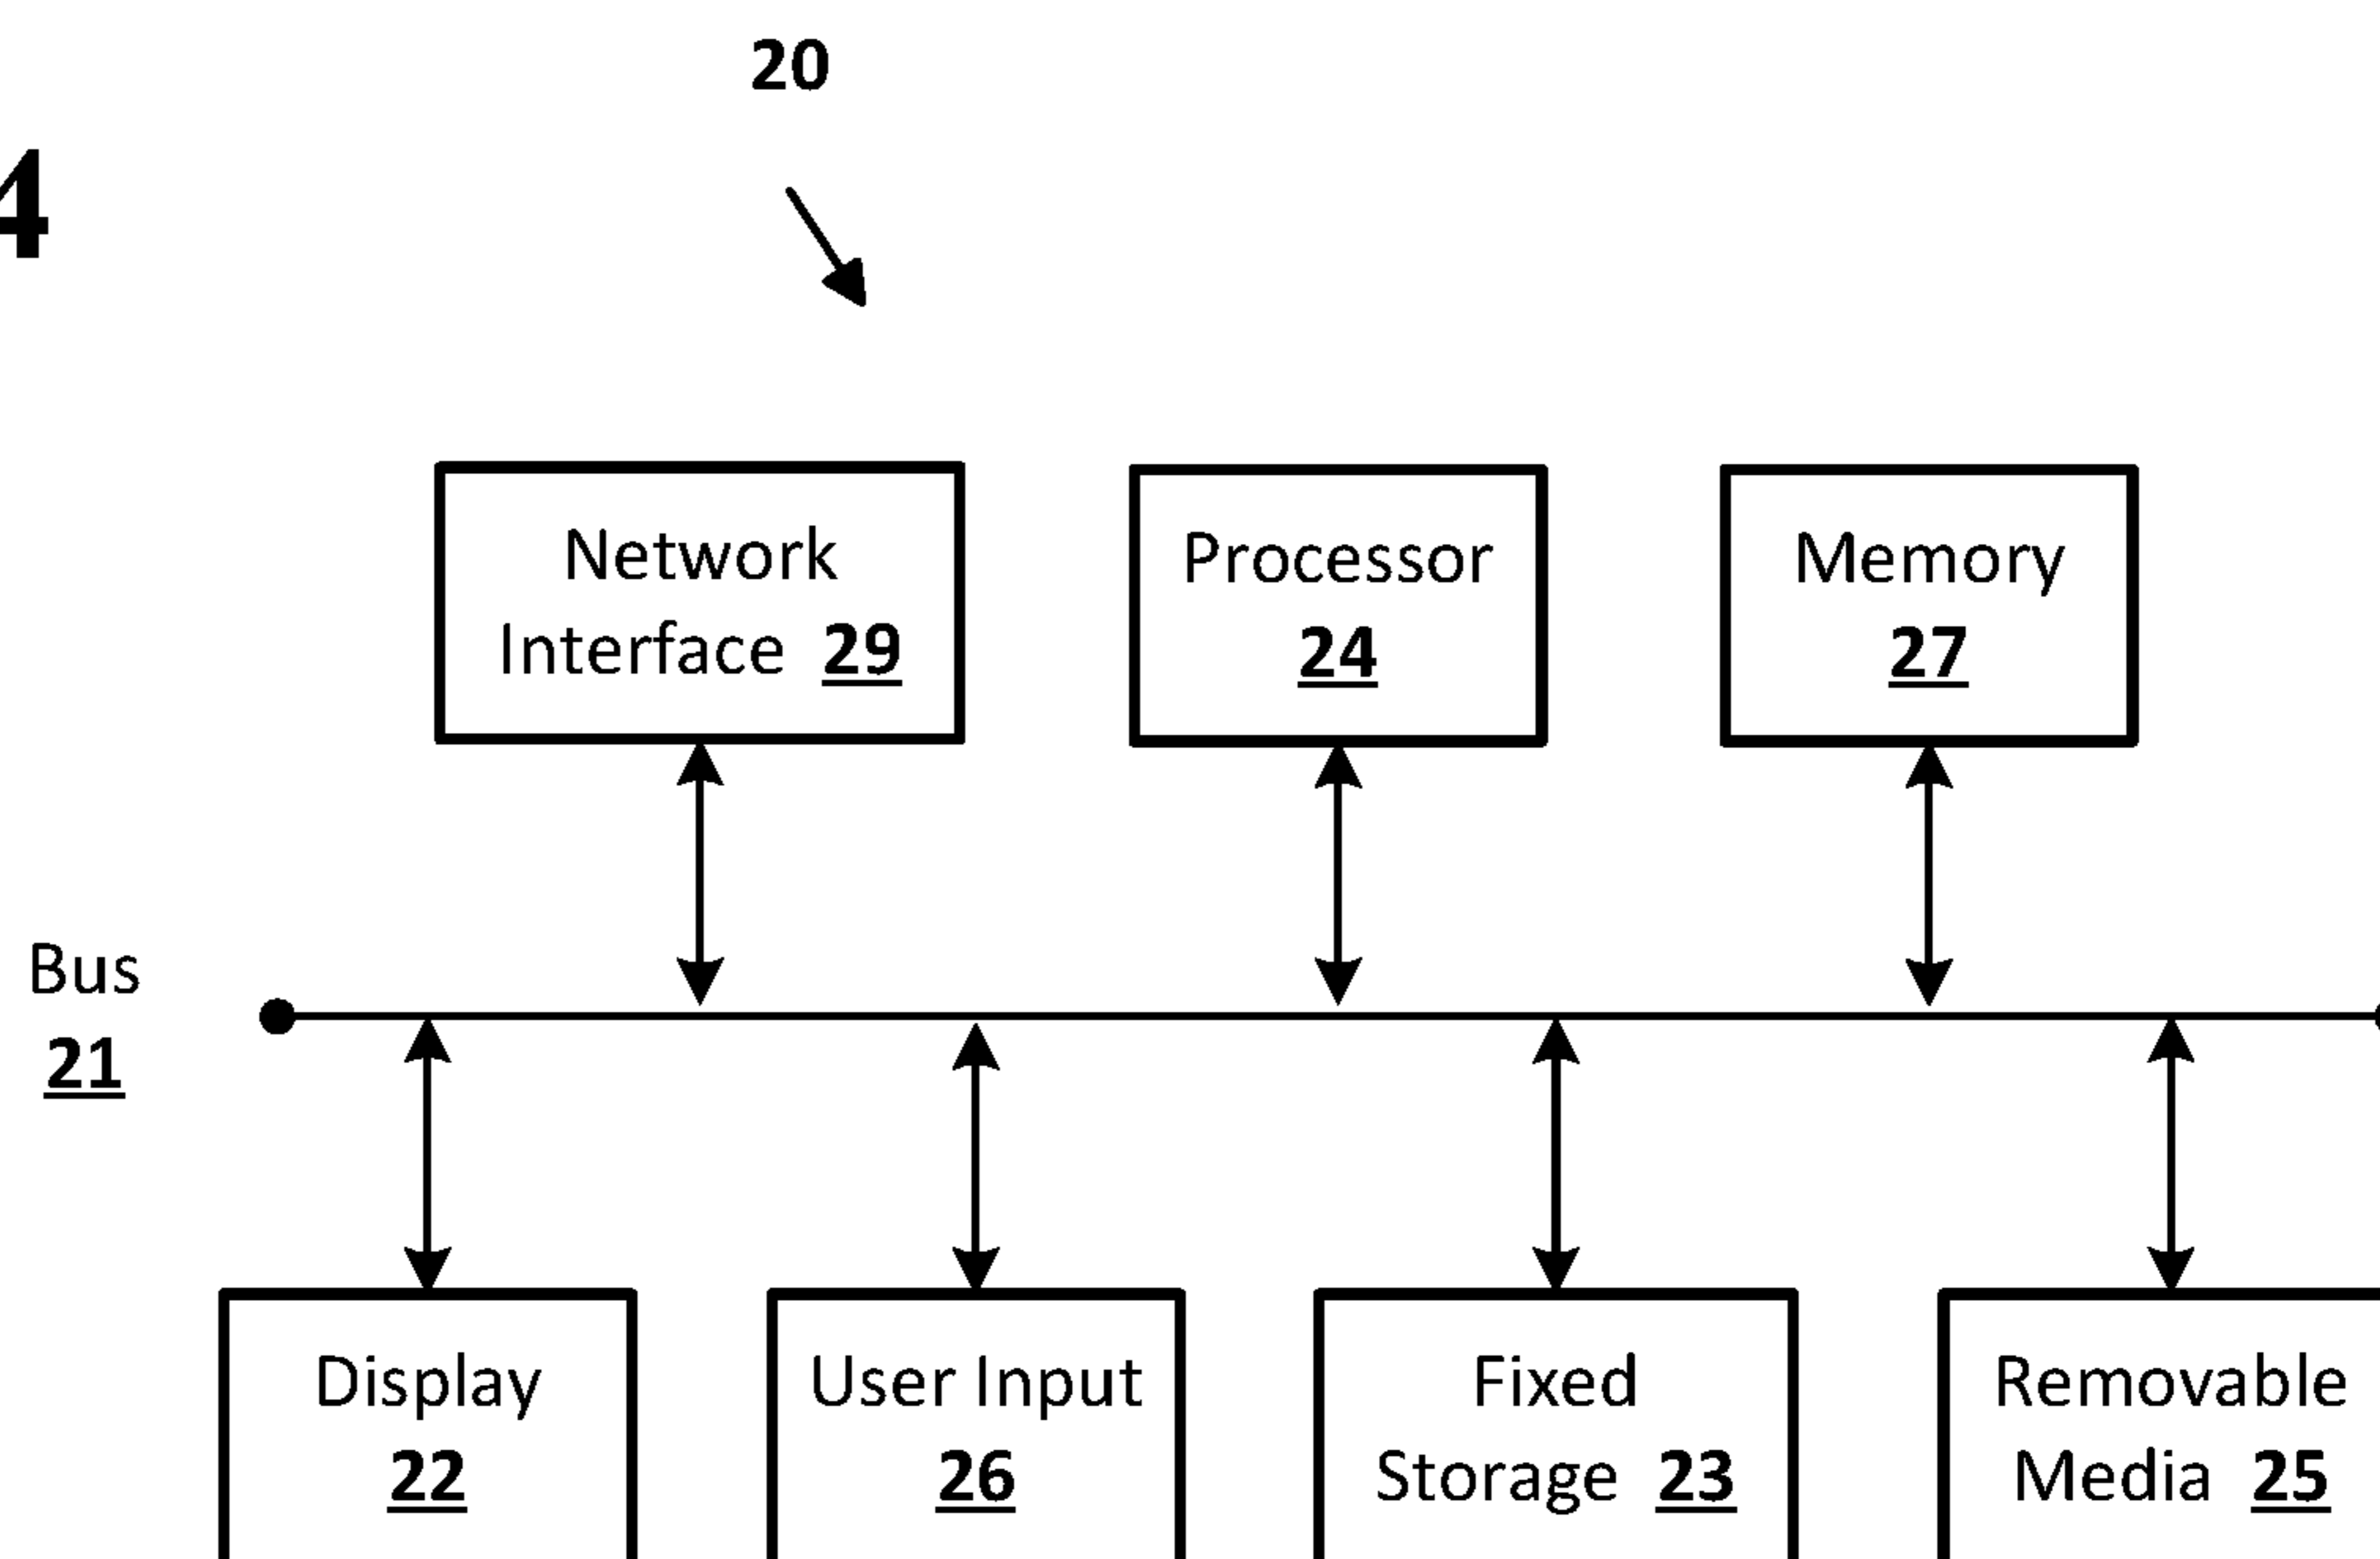 20
4
Network
Interface 29
Processor
24
Memory
27
Bus
21
Display
22
User Input
26
Fixed
Storage 23
Removable
Media 25